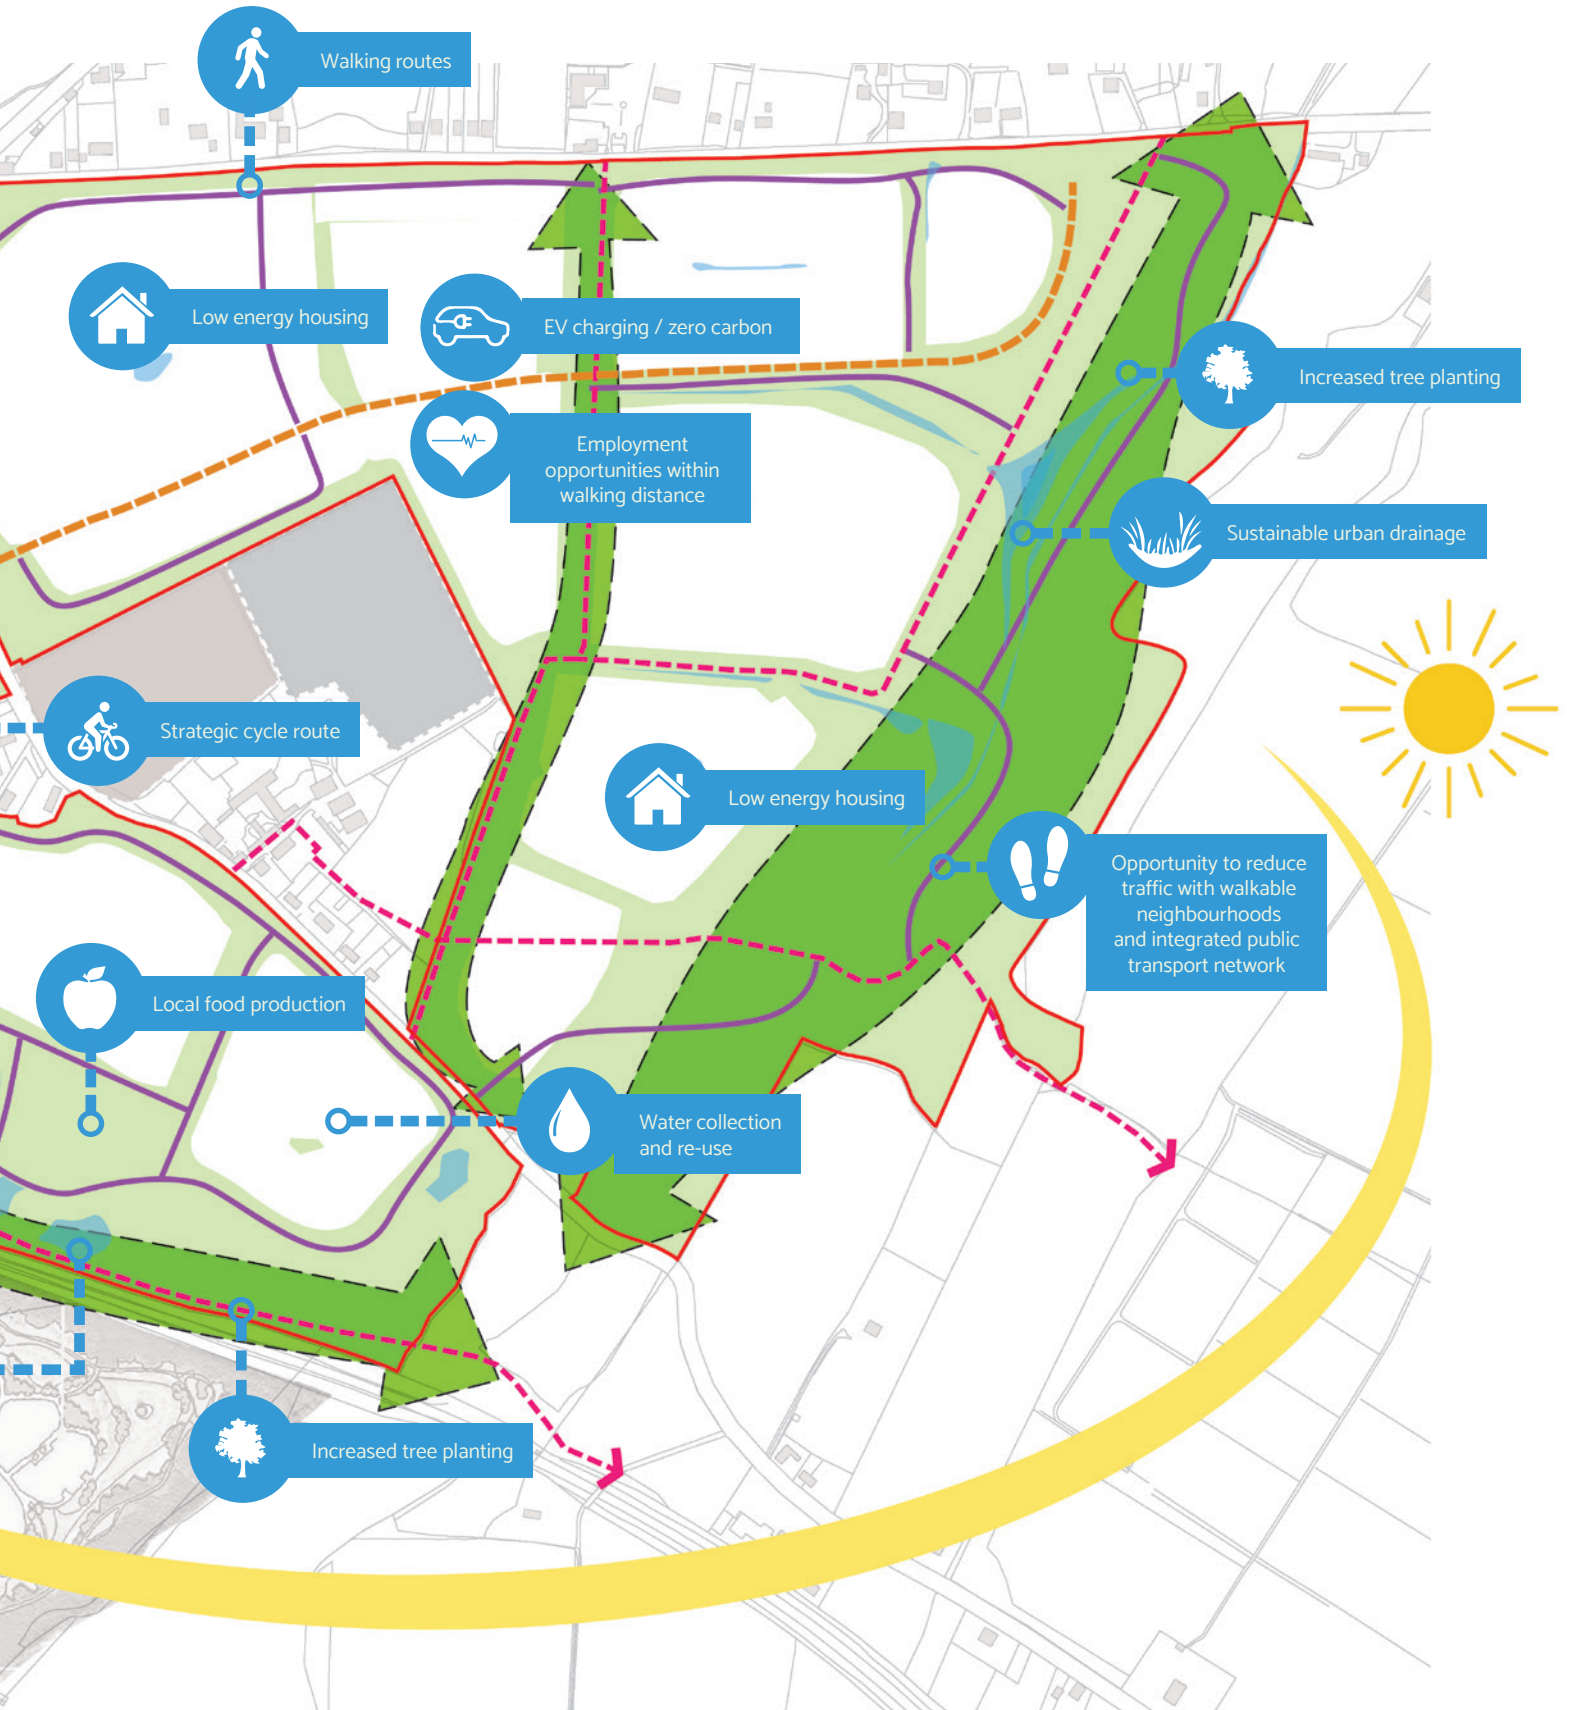 Walking routes
Low energy housing
EV charging / zero carbon
Increased tree planting
Employment
opportunities within
walking distance
Sustainable urban drainage
Strategic cycle route
Low energy housing
Opportunity to reduce
traffic with walkable
neighbourhoods
and integrated public
transport network
Local food production
Water collection
and re-use
Increased tree planting